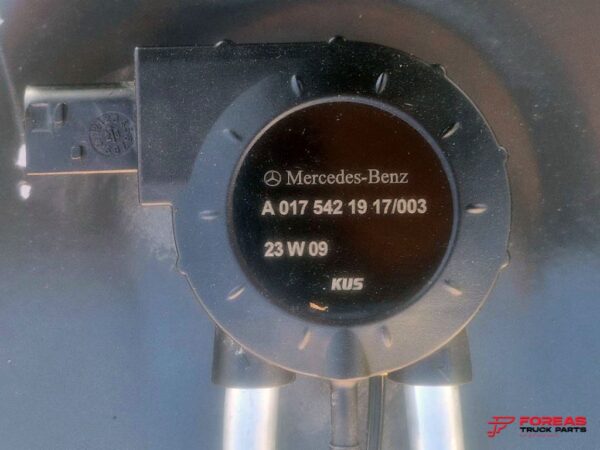 Mercedes-Benz
A 017 542 19 17/003
23 W 09
KUS
FOREAS
TRUCK PARTS